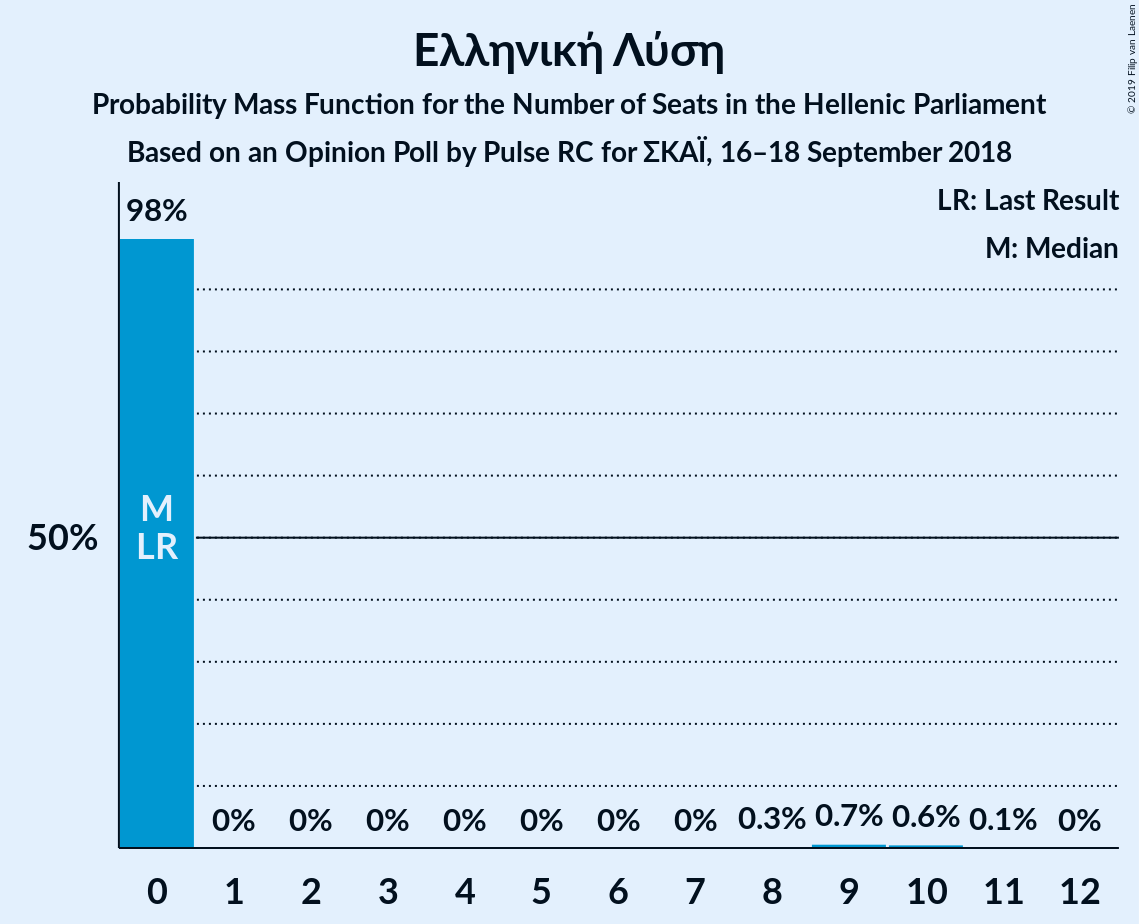 Ελληνική Λύση
Probability Mass Function for the Number of Seats in the Hellenic Parliament
Based on an Opinion Poll by Pulse RC for ΣΚΑΪ, 16–18 September 2018
© 2019 Filip van Laenen
LR: Last Result
M: Median
98%
M
LR
50%
0% 0% 0% 0% 0% 0% 0% 0.3% 0.7% 0.6% 0.1% 0%
0 1 2 3 4 5 6 7 8 9 10 11 12